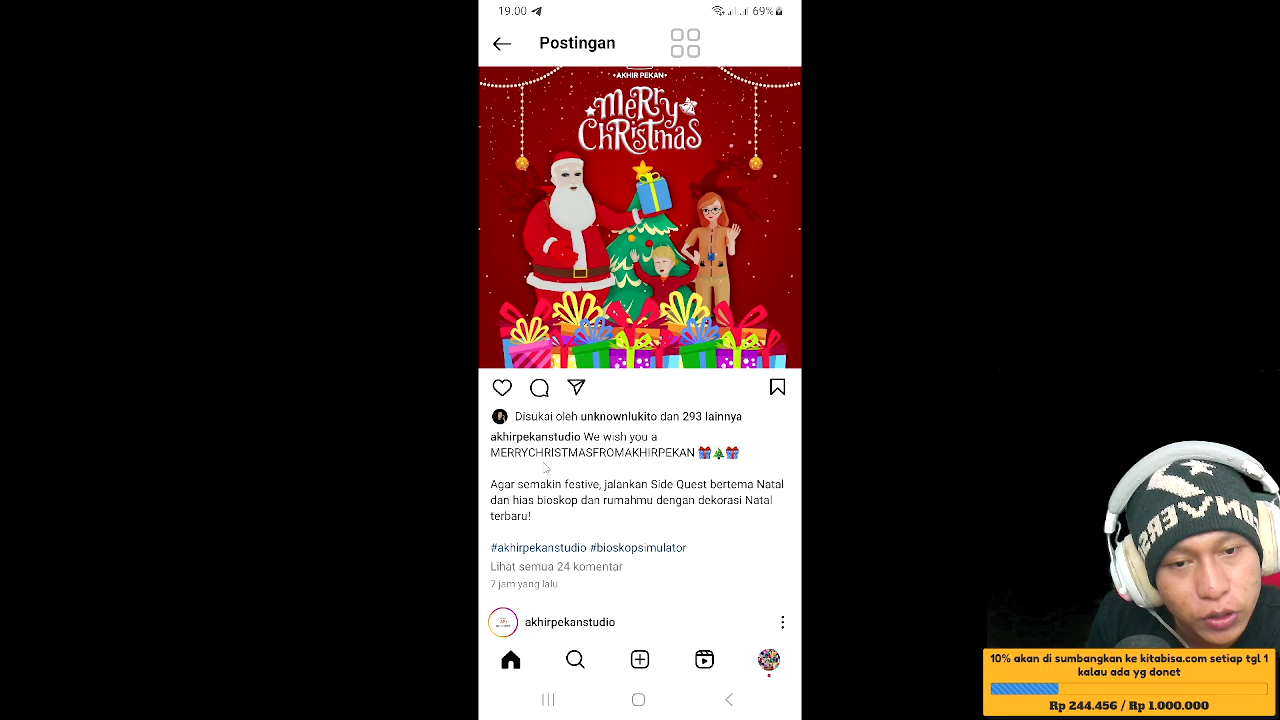 19.00
69%
Postingan
•AKHIR PEKAN•
MeRRy
ChRistmas
Disukai oleh unknownlukito dan 293 lainnya
akhirpekanstudio We wish you a
MERRYCHRISTMASFROMAKHIRPEKAN
Agar semakin festive, jalankan Side Quest bertema Natal
dan hias bioskop dan rumahmu dengan dekorasi Natal
terbaru!
#akhirpekanstudio #bioskopsimulator
Lihat semua 24 komentar
7 jam yang lalu
akhirpekanstudio
10% akan di sumbangkan ke kitabisa.com setiap tgl 1
kalau ada yg donet
Rp 244.456 / Rp 1.000.000